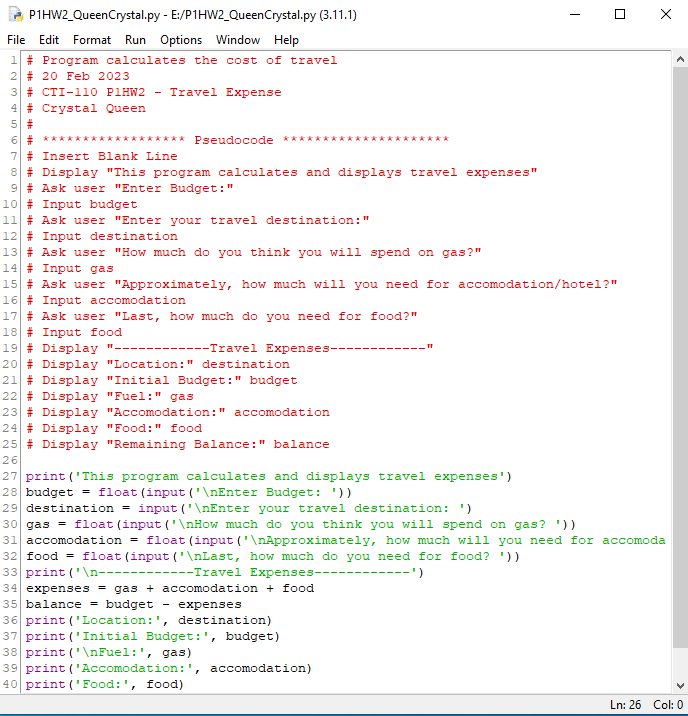 P1HW2_QueenCrystal.py - E:/P1HW2_QueenCrystal.py (3.11.1)
File Edit Format Run Options Window Help
1 # Program calculates the cost of travel
2 # 20 Feb 2023
3 # CTI-110 P1HW2 - Travel Expense
4 # Crystal Queen
5 #
6 # ****************** Pseudocode *********************
7 # Insert Blank Line
8 # Display "This program calculates and displays travel expenses"
9 # Ask user "Enter Budget:"
10 # Input budget
11 # Ask user "Enter your travel destination:"
12 # Input destination
13 # Ask user "How much do you think you will spend on gas?"
14 # Input gas
15 # Ask user "Approximately, how much will you need for accomodation/hotel?"
16 # Input accomodation
17 # Ask user "Last, how much do you need for food?"
18 # Input food
19 # Display "------------Travel Expenses------------"
20 # Display "Location:" destination
21 # Display "Initial Budget:" budget
22 # Display "Fuel:" gas
23 # Display "Accomodation:" accomodation
24 # Display "Food:" food
25 # Display "Remaining Balance:" balance
26
27 print('This program calculates and displays travel expenses')
28 budget = float(input('\nEnter Budget: '))
29 destination = input('\nEnter your travel destination: ')
30 gas = float(input('\nHow much do you think you will spend on gas? '))
31 accomodation = float(input('\nApproximately, how much will you need for accomoda
32 food = float(input('\nLast, how much do you need for food? '))
33 print('\n------------Travel Expenses------------')
34 expenses = gas + accomodation + food
35 balance = budget - expenses
36 print('Location:', destination)
37 print('Initial Budget:', budget)
38 print('\nFuel:', gas)
39 print('Accomodation:', accomodation)
40 print('Food:', food)
Ln: 26 Col: 0